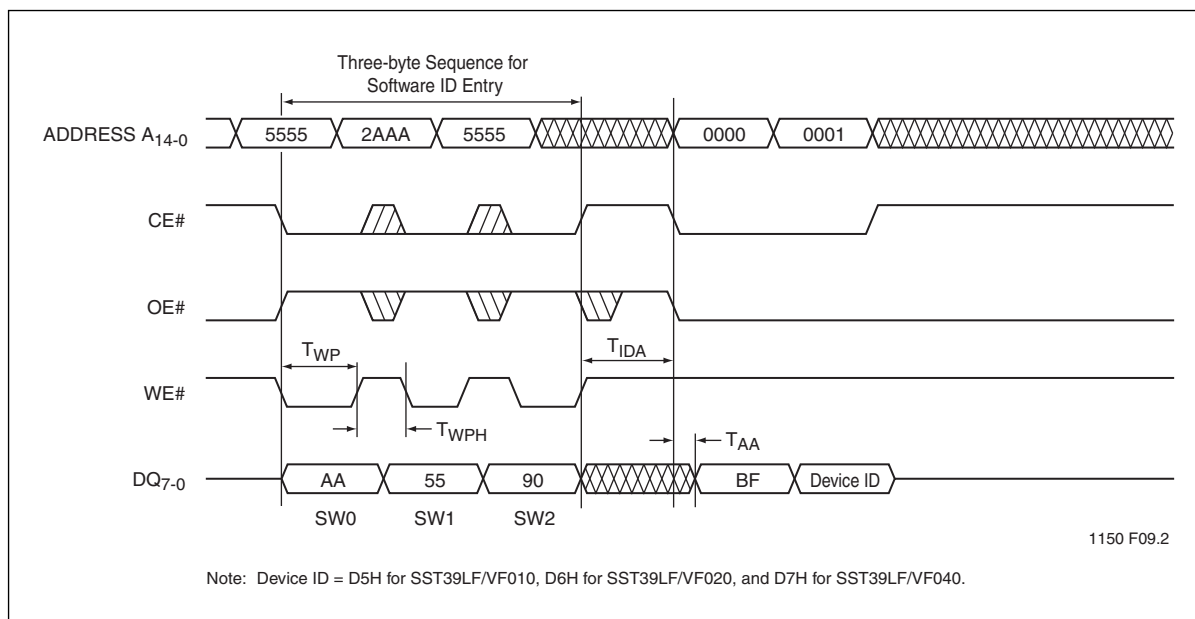 Three-byte Sequence for
Software ID Entry
ADDRESS A14-0 5555 2AAA 5555 0000 0001
CE#
OE#
TWP TIDA
WE#
TWPH TAA
DQ7-0 AA 55 90 BF Device ID
SW0 SW1 SW2
1150 F09.2
Note: Device ID = D5H for SST39LF/VF010, D6H for SST39LF/VF020, and D7H for SST39LF/VF040.